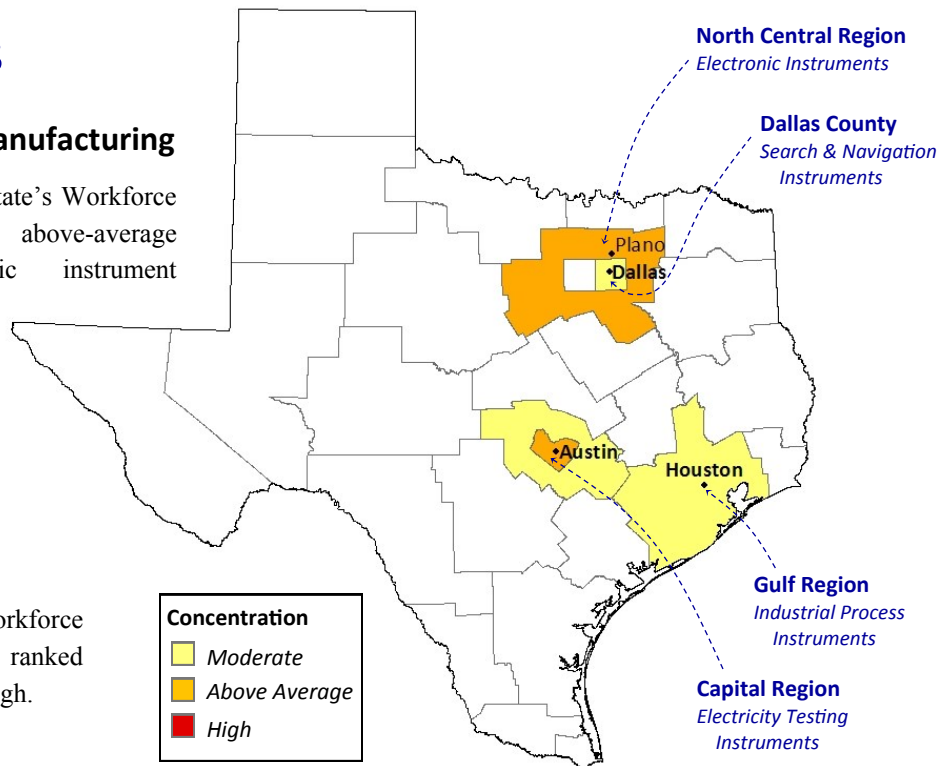 anufacturing
tate's Workforce
above-average
ic instrument
orkforce
ranked
gh.
North Central Region
Electronic Instruments
Dallas County
Search & Navigation
Instruments
Plano
Dallas
Austin
Houston
Gulf Region
Industrial Process
Instruments
Capital Region
Electricity Testing
Instruments
Concentration
Moderate
Above Average
High